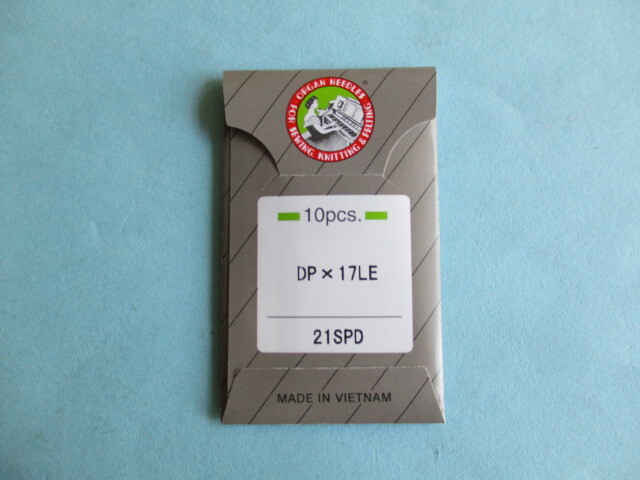 ORGAN NEEDLES
®
FOR SEWING, KNITTING & FELTING
10pcs.
DP × 17LE
21SPD
MADE IN VIETNAM